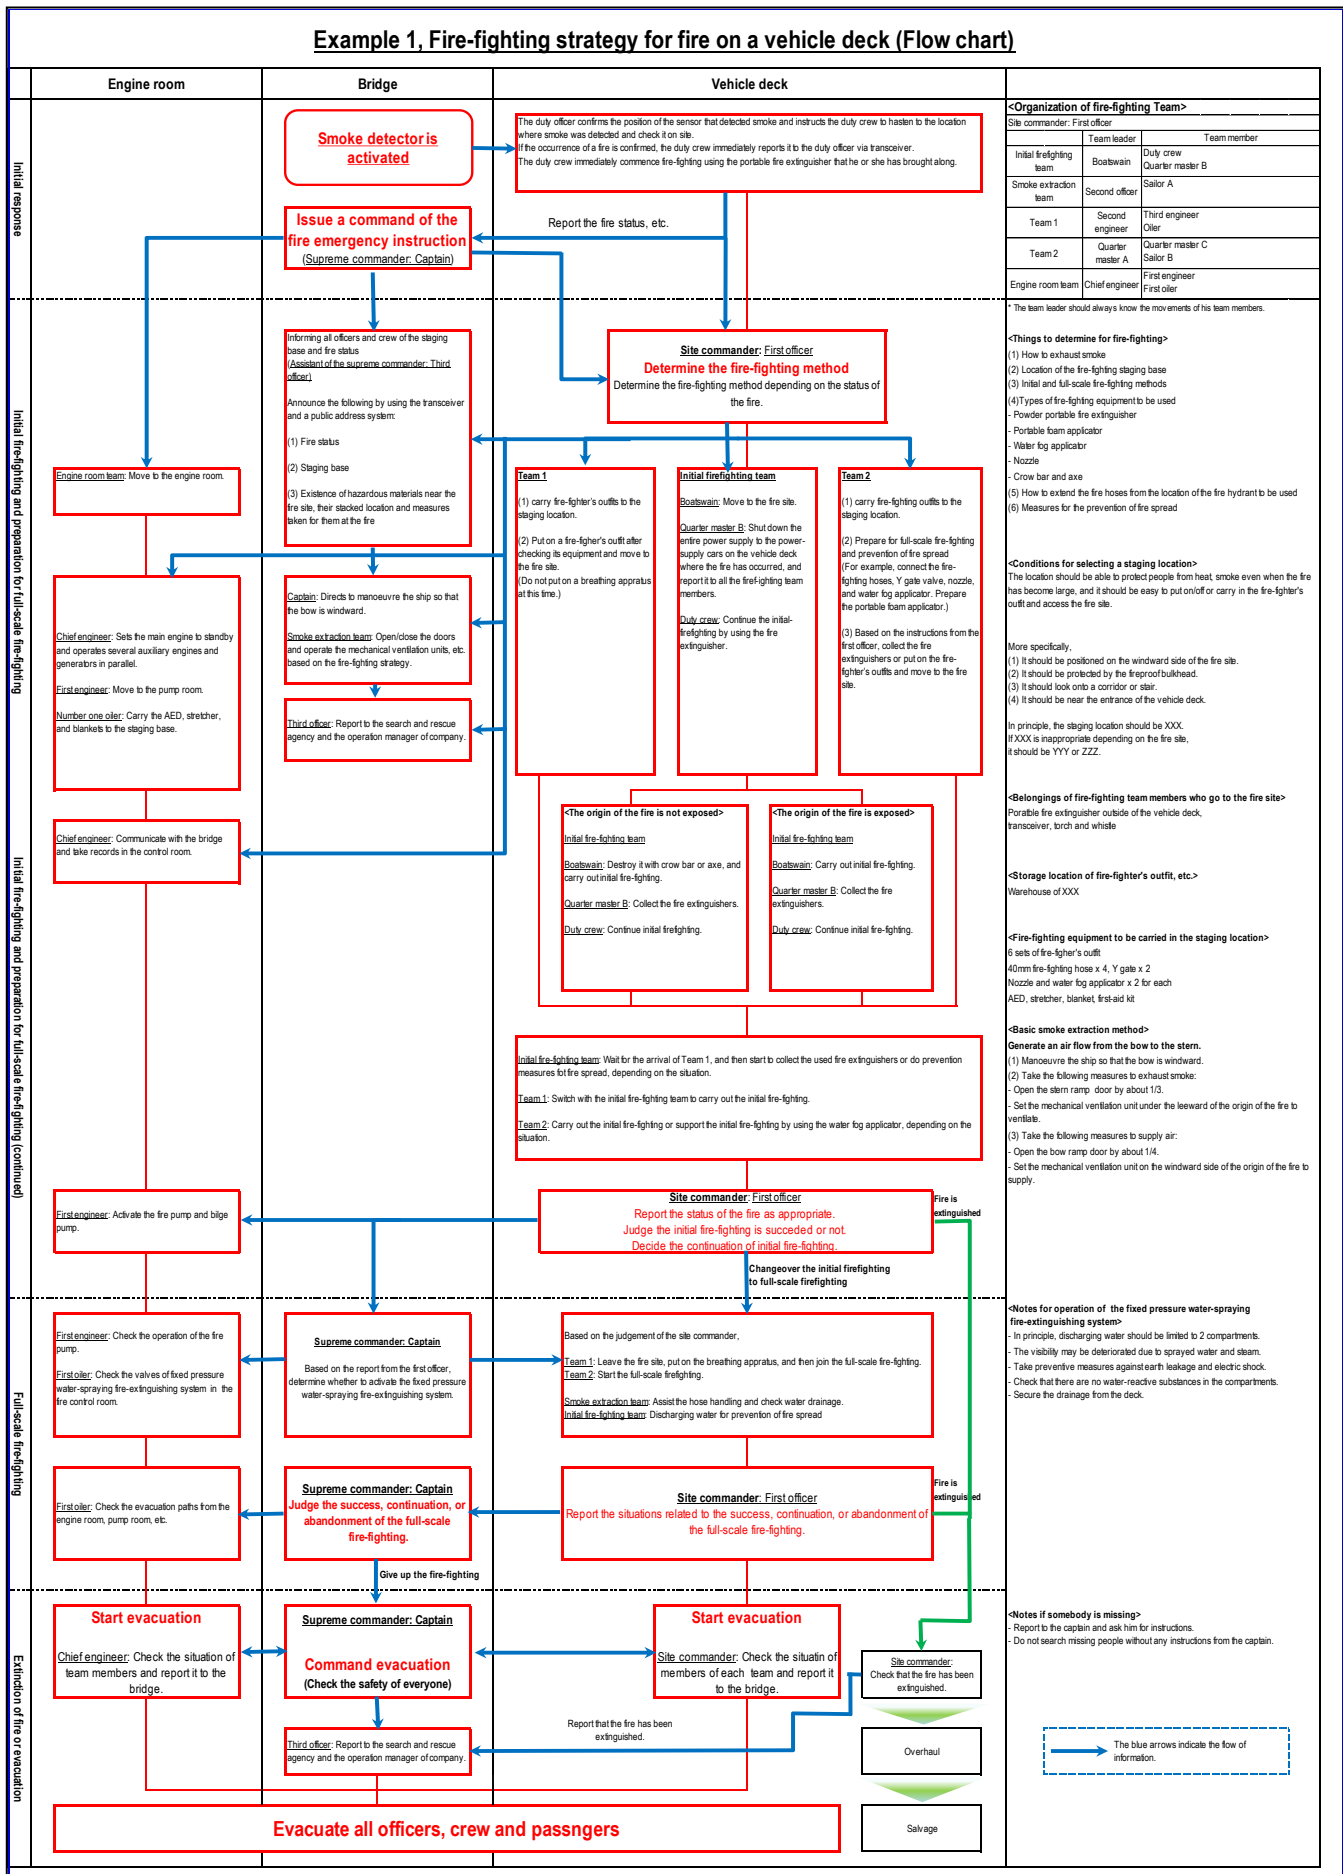 Example 1, Fire-fighting strategy for fire on a vehicle deck (Flow chart)
Engine room
Bridge
Vehicle deck
Initial response
Smoke detector is
activated
The duty officer confirms the position of the sensor that detected smoke and instructs the duty crew to hasten to the location
where smoke was detected and check it on site.
If the occurrence of a fire is confirmed, the duty crew immediately reports it to the duty officer via transceiver.
The duty crew immediately commence fire-fighting using the portable fire extinguisher that he or she has brought along.
Issue a command of the
fire emergency instruction
(Supreme commander: Captain)
Report the fire status, etc.
Initial fire-fighting and preparation for full-scale fire-fighting
Informing all officers and crew of the staging
base and fire status
(Assistant of the supreme commander: Third
officer)
Announce the following by using the transceiver
and a public address system:
(1) Fire status
(2) Staging base
(3) Existence of hazardous materials near the
fire site, their stacked location and measures
taken for them at the fire
Site commander: First officer
Determine the fire-fighting method
Determine the fire-fighting method depending on the status of
the fire.
Engine room team: Move to the engine room.
Team 1
(1) carry fire-fighter's outfits to the
staging location.
(2) Put on a fire-figher's outfit after
checking its equipment and move to
the fire site.
(Do not put on a breathing appratus
at this time.)
Initial firefighting team
Boatswain: Move to the fire site.
Quarter master B: Shut down the
entire power supply to the power-
supply cars on the vehicle deck
where the fire has occurred, and
report it to all the firef-ighting team
members.
Duty crew: Continue the initial-
firefighting by using the fire
extinguisher.
Team 2
(1) carry fire-fighting outfits to the
staging location.
(2) Prepare for full-scale fire-fighting
and prevention of fire spread
(For example, connect the fire-
fighting hoses, Y gate valve, nozzle,
and water fog applicator. Prepare
the portable foam applicator.)
(3) Based on the instructions from the
first officer, collect the fire
extinguishers or put on the fire-
fighter's outfits and move to the fire
site.
Chief engineer: Sets the main engine to standby
and operates several auxiliary engines and
generators in parallel.
First engineer: Move to the pump room.
Number one oiler: Carry the AED, stretcher,
and blankets to the staging base.
Captain: Directs to manoeuvre the ship so that
the bow is windward.
Smoke extraction team: Open/close the doors
and operate the mechanical ventilation units, etc.
based on the fire-fighting strategy.
Third officer: Report to the search and rescue
agency and the operation manager of company.
Initial fire-fighting and preparation for full-scale fire-fighting (continued)
Chief engineer: Communicate with the bridge
and take records in the control room.
<The origin of the fire is not exposed>
Initial fire-fighting team
Boatswain: Destroy it with crow bar or axe, and
carry out initial fire-fighting.
Quarter master B: Collect the fire extinguishers.
Duty crew: Continue initial firefighting.
<The origin of the fire is exposed>
Initial fire-fighting team
Boatswain: Carry out initial fire-fighting.
Quarter master B: Collect the fire
extinguishers.
Duty crew: Continue initial fire-fighting.
Initial fire-fighting team: Wait for the arrival of Team 1, and then start to collect the used fire extinguishers or do prevention
measures fot fire spread, depending on the situation.
Team 1: Switch with the initial fire-fighting team to carry out the initial fire-fighting.
Team 2: Carry out the initial fire-fighting or support the initial fire-fighting by using the water fog applicator, depending on the
situation.
First engineer: Activate the fire pump and bilge
pump.
Site commander: First officer
Report the status of the fire as appropriate.
Judge the initial fire-fighting is succeded or not.
Decide the continuation of initial fire-fighting.
Fire is
extinguished
Changeover the initial firefighting
to full-scale firefighting
Full-scale fire-fighting
First engineer: Check the operation of the fire
pump.
First oiler: Check the valves of fixed pressure
water-spraying fire-extinguishing system in the
fire control room.
Supreme commander: Captain
Based on the report from the first officer,
determine whether to activate the fixed pressure
water-spraying fire-extinguishing system.
Based on the judgement of the site commander,
Team 1: Leave the fire site, put on the breathing appratus, and then join the full-scale fire-fighting.
Team 2: Start the full-scale firefighting.
Smoke extraction team: Assist the hose handling and check water drainage.
Initial fire-fighting team: Discharging water for prevention of fire spread
First oiler: Check the evacuation paths from the
engine room, pump room, etc.
Supreme commander: Captain
Judge the success, continuation, or
abandonment of the full-scale
fire-fighting.
Site commander: First officer
Report the situations related to the success, continuation, or abandonment of
the full-scale fire-fighting.
Fire is
extinguished
Give up the fire-fighting
Extinction of fire or evacuation
Start evacuation
Chief engineer: Check the situation of
team members and report it to the
bridge.
Supreme commander: Captain
Command evacuation
(Check the safety of everyone)
Start evacuation
Site commander: Check the situatin of
members of each team and report it
to the bridge.
Site commander:
Check that the fire has been
extinguished.
Report that the fire has been
extinguished.
Third officer: Report to the search and rescue
agency and the operation manager of company.
Overhaul
Salvage
Evacuate all officers, crew and passngers
<Organization of fire-fighting Team>
Site commander: First officer
Team leader
Team member
Initial firefighting
team
Boatswain
Duty crew
Quarter master B
Smoke extraction
team
Second officer
Sailor A
Team 1
Second
engineer
Third engineer
Oiler
Team 2
Quarter
master A
Quarter master C
Sailor B
Engine room team
Chief engineer
First engineer
First oiler
* The team leader should always know the movements of his team members.
<Things to determine for fire-fighting>
(1) How to exhaust smoke
(2) Location of the fire-fighting staging base
(3) Initial and full-scale fire-fighting methods
(4)Types of fire-fighting equipment to be used
- Powder portable fire extinguisher
- Portable foam applicator
- Water fog applicator
- Nozzle
- Crow bar and axe
(5) How to extend the fire hoses from the location of the fire hydrant to be used
(6) Measures for the prevention of fire spread
<Conditions for selecting a staging location>
The location should be able to protect people from heat, smoke even when the fire
has become large, and it should be easy to put on/off or carry in the fire-fighter's
outfit and access the fire site.
More specifically,
(1) It should be positioned on the windward side of the fire site.
(2) It should be protected by the fireproof bulkhead.
(3) It should look onto a corridor or stair.
(4) It should be near the entrance of the vehicle deck.
In principle, the staging location should be XXX.
If XXX is inappropriate depending on the fire site,
it should be YYY or ZZZ.
<Belongings of fire-fighting team members who go to the fire site>
Poratble fire extinguisher outside of the vehicle deck,
transceiver, torch and whistle
<Storage location of fire-fighter's outfit, etc.>
Warehouse of XXX
<Fire-fighting equipment to be carried in the staging location>
6 sets of fire-figher's outfit
40mm fire-fighting hose x 4, Y gate x 2
Nozzle and water fog applicator x 2 for each
AED, stretcher, blanket, first-aid kit
<Basic smoke extraction method>
Generate an air flow from the bow to the stern.
(1) Manoeuvre the ship so that the bow is windward.
(2) Take the following measures to exhaust smoke:
- Open the stern ramp door by about 1/3.
- Set the mechanical ventilation unit under the leeward of the origin of the fire to
ventilate.
(3) Take the following measures to supply air:
- Open the bow ramp door by about 1/4.
- Set the mechanical ventilation unit on the windward side of the origin of the fire to
supply.
<Notes for operation of the fixed pressure water-spraying
fire-extinguishing system>
- In principle, discharging water should be limited to 2 compartments.
- The visibility may be deteriorated due to sprayed water and steam.
- Take preventive measures against earth leakage and electric shock.
- Check that there are no water-reactive substances in the compartments.
- Secure the drainage from the deck.
<Notes if somebody is missing>
- Report to the captain and ask him for instructions.
- Do not search missing people without any instructions from the captain.
The blue arrows indicate the flow of
information.